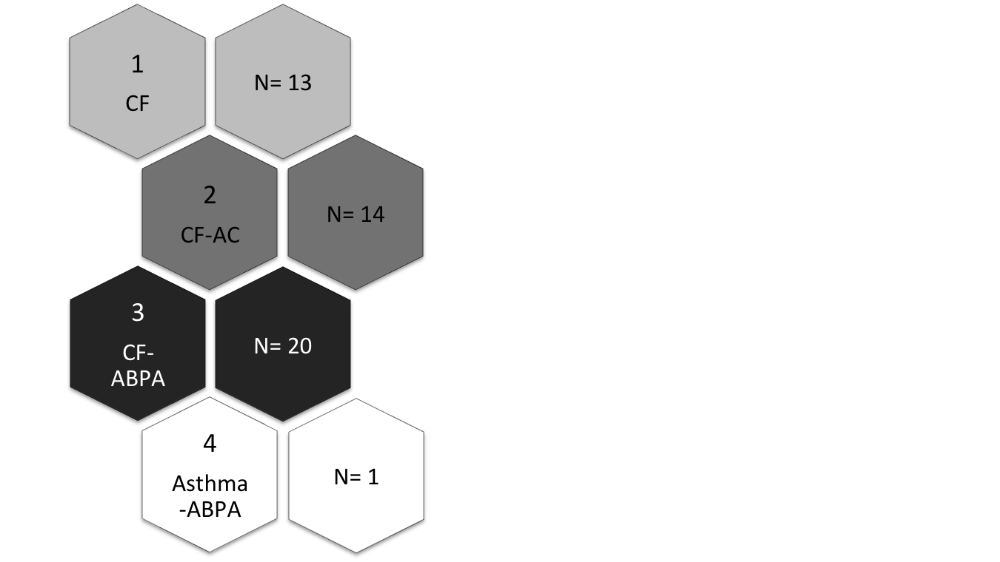 1
CF
N= 13
2
CF-AC
N= 14
3
CF-
ABPA
N= 20
4
Asthma
-ABPA
N= 1